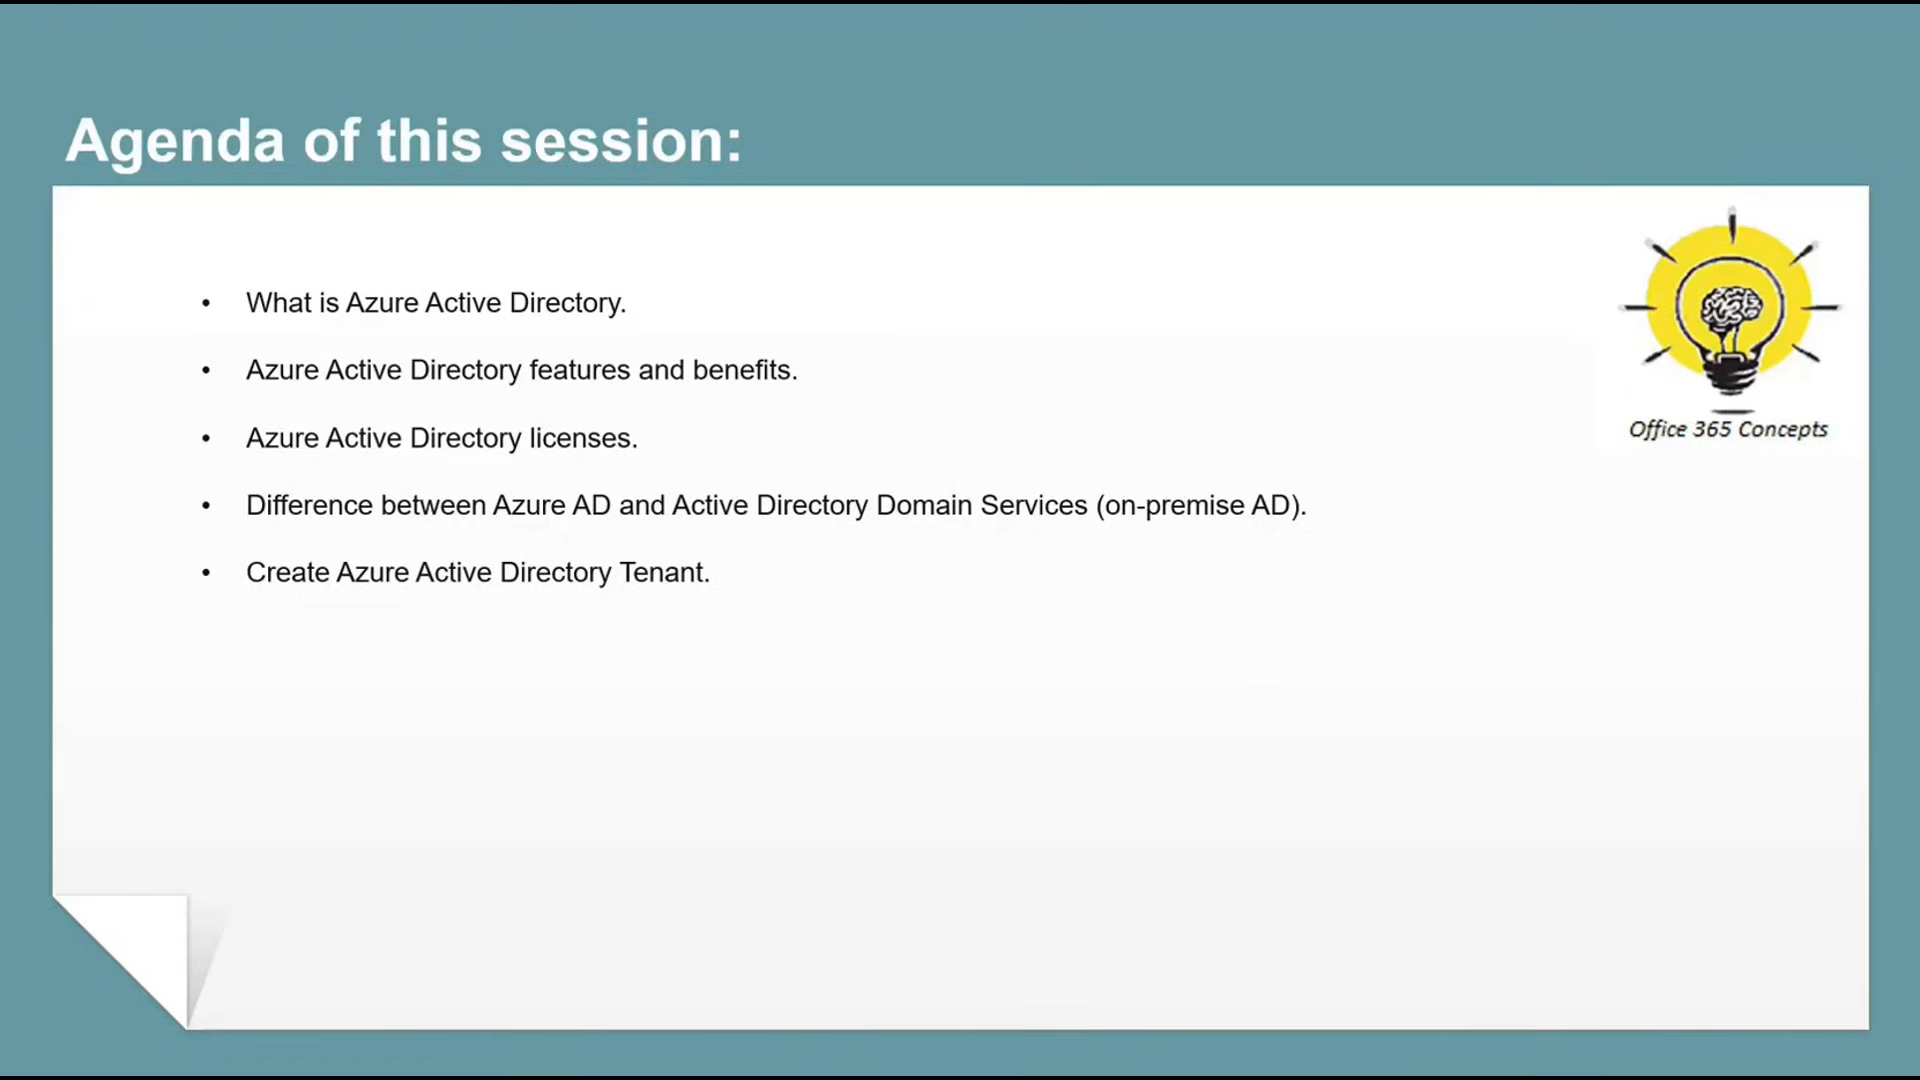 Agenda of this session:
• What is Azure Active Directory.
• Azure Active Directory features and benefits.
• Azure Active Directory licenses.
• Difference between Azure AD and Active Directory Domain Services (on-premise AD).
• Create Azure Active Directory Tenant.
Office 365 Concepts